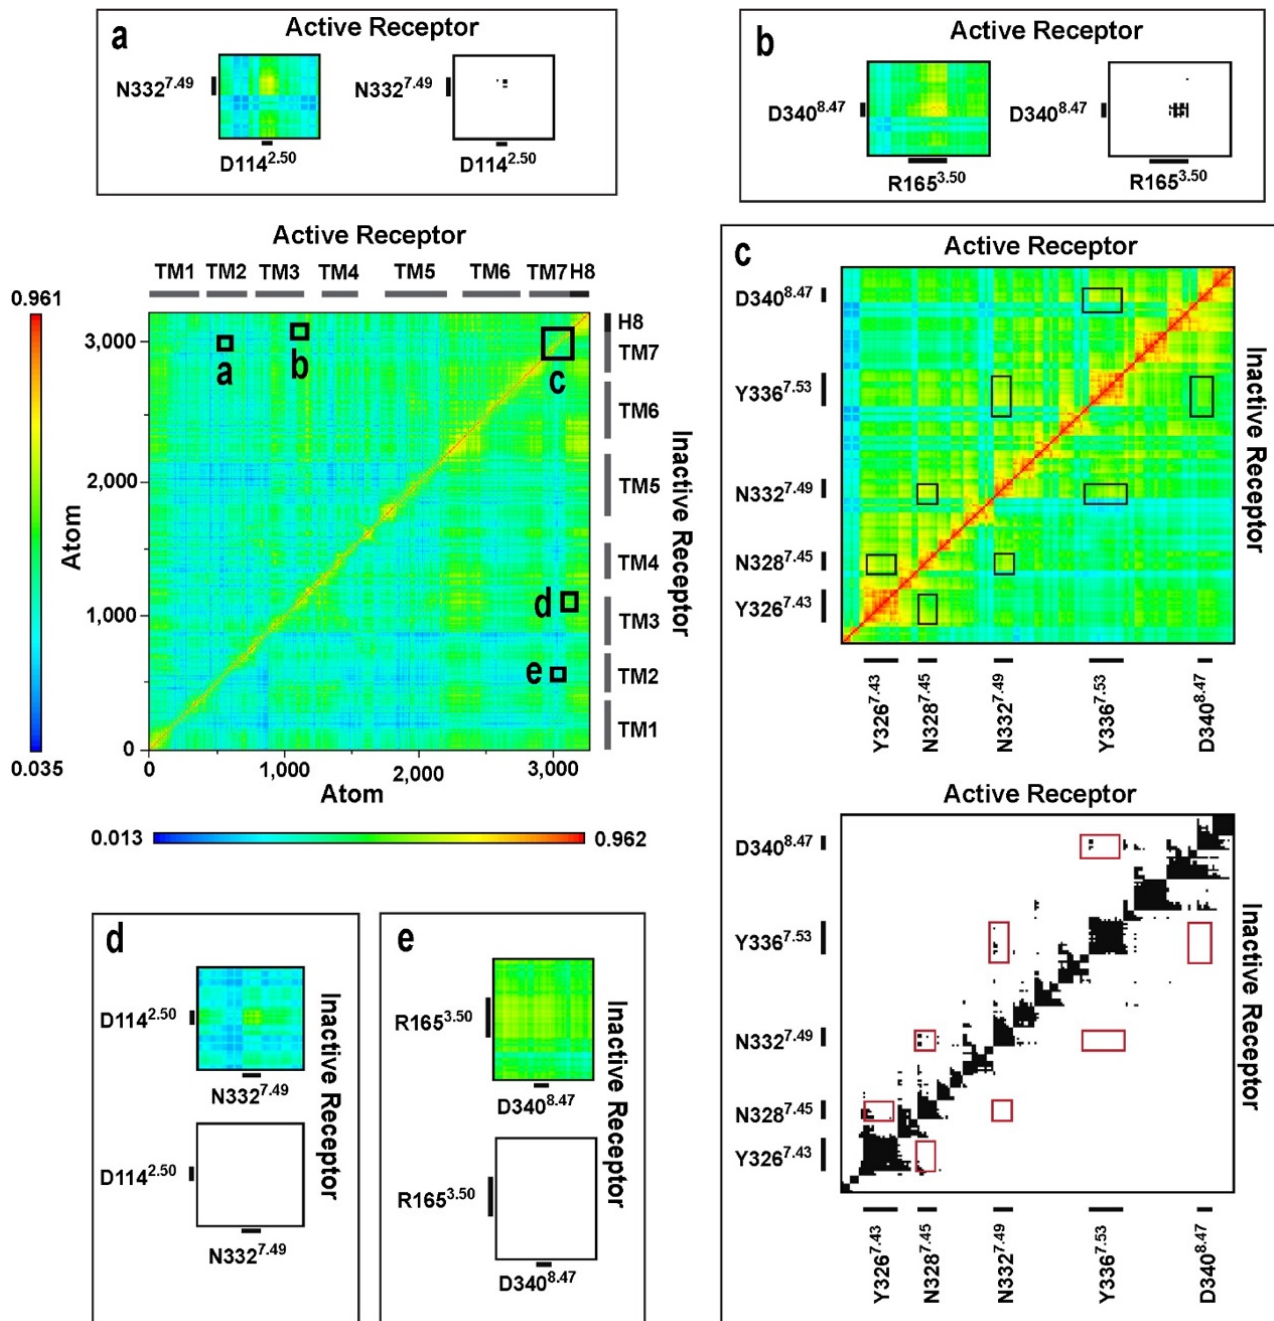 a
Active Receptor
N332^7.49
D114^2.50
N332^7.49
D114^2.50
b
Active Receptor
D340^8.47
R165^3.50
D340^8.47
R165^3.50
Active Receptor
TM1 TM2 TM3 TM4 TM5 TM6 TM7 H8
0.961
0.035
Atom
3,000
2,000
1,000
0
a
b
c
d
e
H8
TM7
TM6
TM5
TM4
TM3
TM2
TM1
Inactive Receptor
0 1,000 2,000 3,000
Atom
0.013 0.962
c
Active Receptor
D340^8.47
Y336^7.53
N332^7.49
N328^7.45
Y326^7.43
Inactive Receptor
Y326^7.43 N328^7.45 N332^7.49 Y336^7.53 D340^8.47
Active Receptor
D340^8.47
Y336^7.53
N332^7.49
N328^7.45
Y326^7.43
Inactive Receptor
Y326^7.43 N328^7.45 N332^7.49 Y336^7.53 D340^8.47
d
D114^2.50
N332^7.49
D114^2.50
N332^7.49
Inactive Receptor
e
R165^3.50
D340^8.47
R165^3.50
D340^8.47
Inactive Receptor